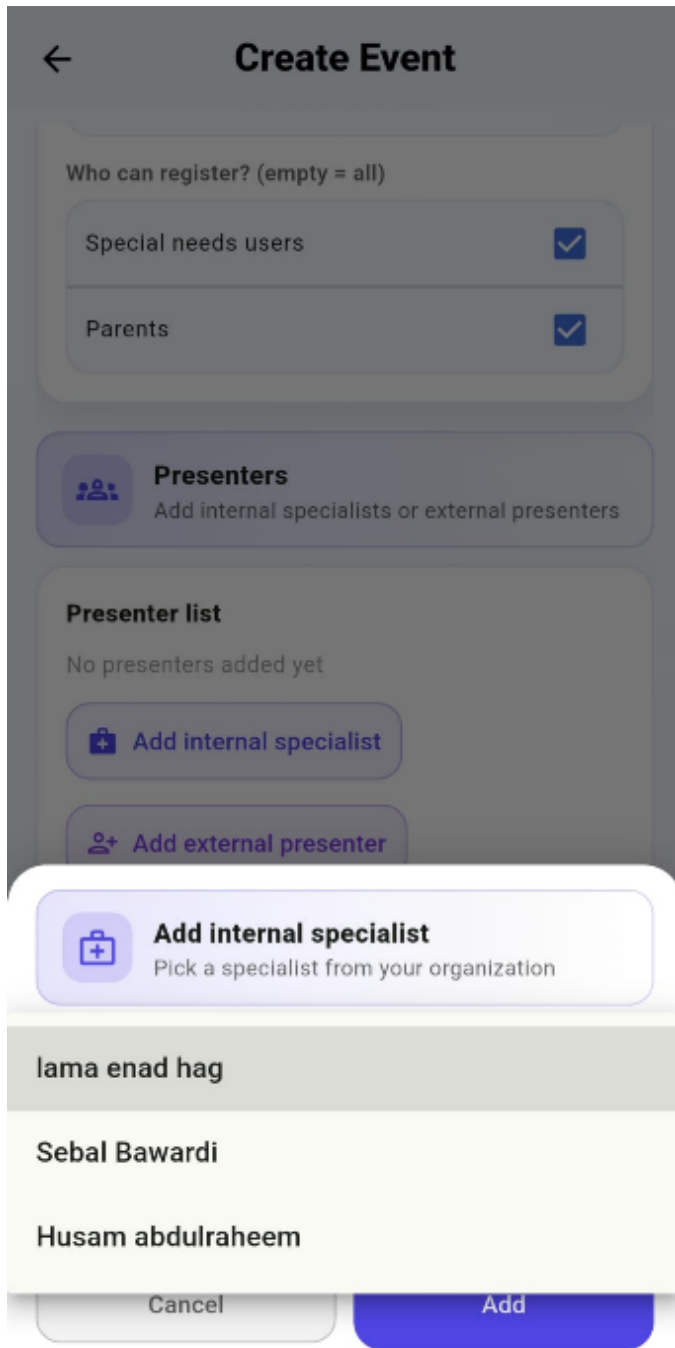 Create Event
Who can register? (empty = all)
Special needs users
Parents
Presenters
Add internal specialists or external presenters
Presenter list
No presenters added yet
Add internal specialist
Add external presenter
Add internal specialist
Pick a specialist from your organization
lama enad hag
Sebal Bawardi
Husam abdulraheem
Cancel
Add